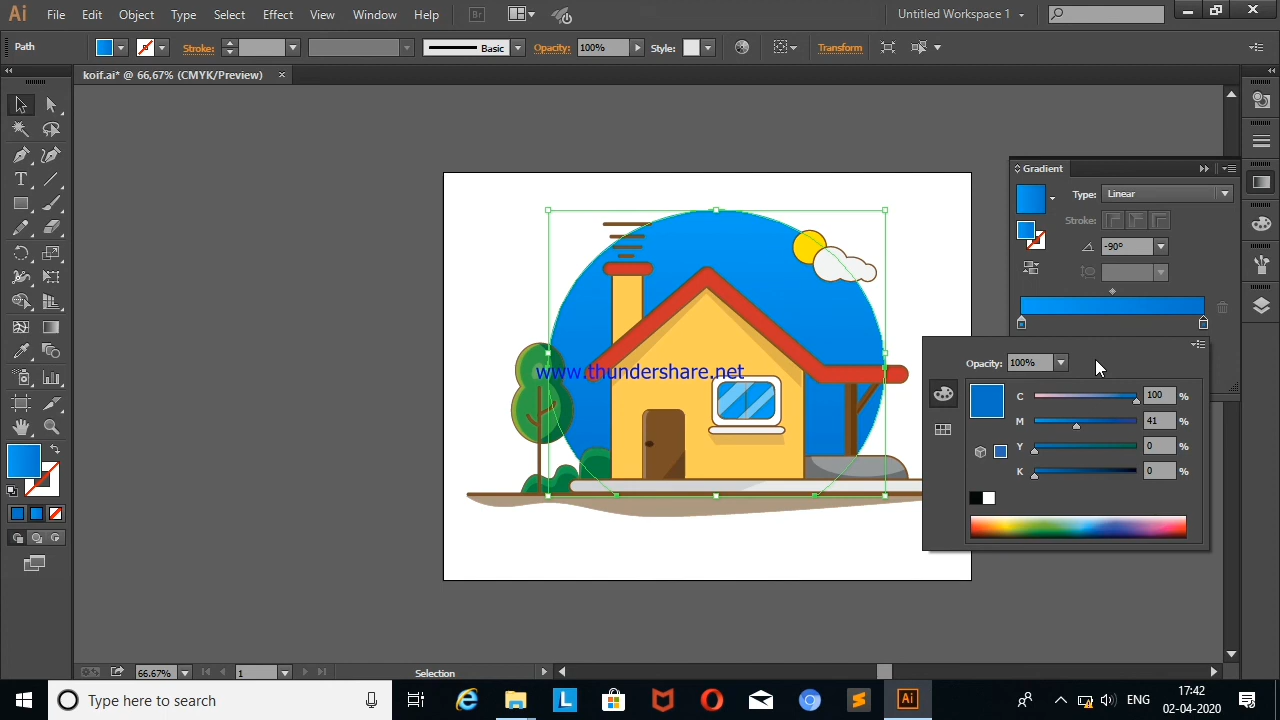 Ai File Edit Object Type Select Effect View Window Help Br Untitled Workspace 1
Path Stroke: Basic Opacity: 100% Style: Transform
koif.ai* @ 66,67% (CMYK/Preview) ×
Gradient
Type: Linear
Stroke:
-90°
Opacity: 100%
C 100 %
M 41 %
Y 0 %
K 0 %
www.thundershare.net
66.67% 1 Selection
Type here to search
Ai
ENG
17:42
02-04-2020